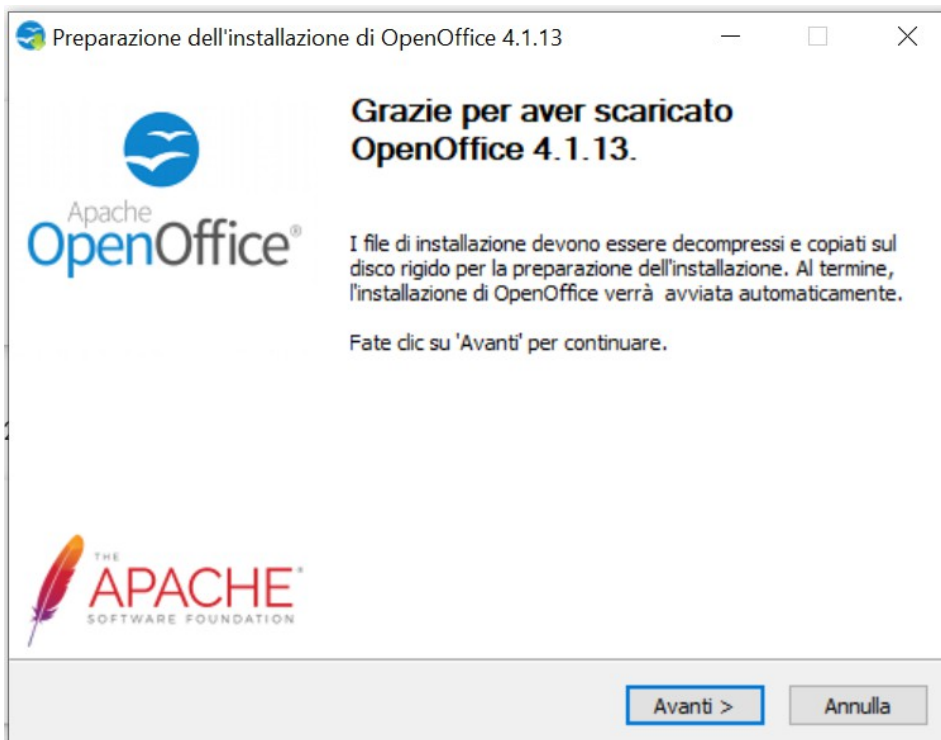 Preparazione dell'installazione di OpenOffice 4.1.13
Grazie per aver scaricato
OpenOffice 4.1.13.
Apache
OpenOffice®
I file di installazione devono essere decompressi e copiati sul
disco rigido per la preparazione dell'installazione. Al termine,
l'installazione di OpenOffice verrà avviata automaticamente.
Fate clic su 'Avanti' per continuare.
THE
APACHE®
SOFTWARE FOUNDATION
Avanti >
Annulla